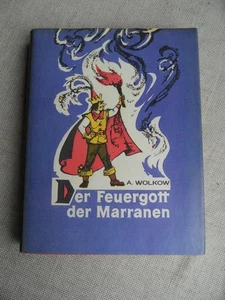 A. WOLKOW
Der Feuergott
der Marranen